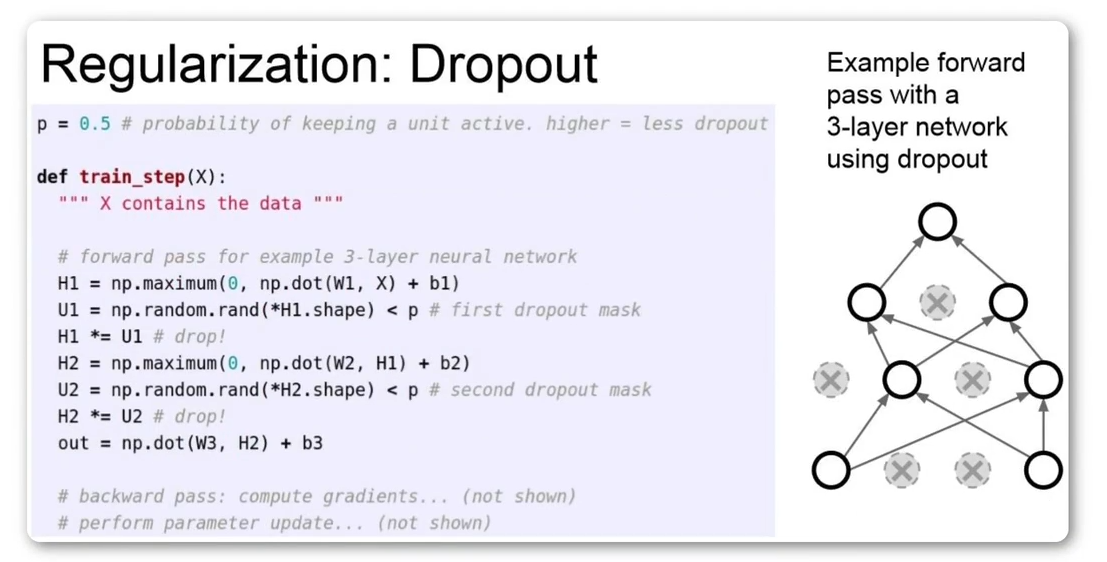 Regularization: Dropout
p = 0.5 # probability of keeping a unit active. higher = less dropout
def train_step(X):
""" X contains the data """
# forward pass for example 3-layer neural network
H1 = np.maximum(0, np.dot(W1, X) + b1)
U1 = np.random.rand(*H1.shape) < p # first dropout mask
H1 *= U1 # drop!
H2 = np.maximum(0, np.dot(W2, H1) + b2)
U2 = np.random.rand(*H2.shape) < p # second dropout mask
H2 *= U2 # drop!
out = np.dot(W3, H2) + b3
# backward pass: compute gradients... (not shown)
# perform parameter update... (not shown)
Example forward
pass with a
3-layer network
using dropout